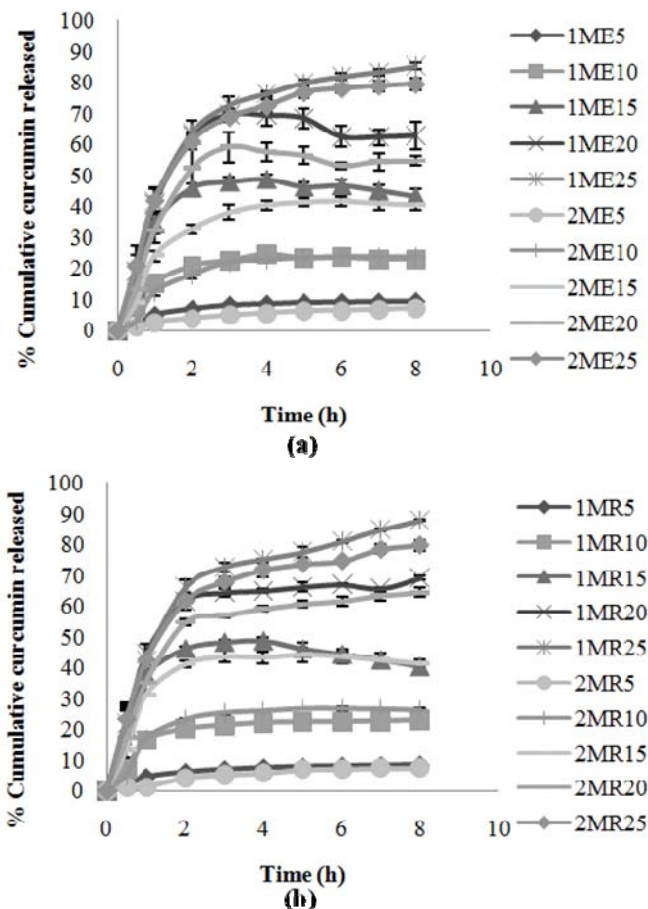 % Cumulative curcumin released
100
90
80
70
60
50
40
30
20
10
0
0
2
4
6
8
10
Time (h)
(a)
1ME5
1ME10
1ME15
1ME20
1ME25
2ME5
2ME10
2ME15
2ME20
2ME25
% Cumulative curcumin released
100
90
80
70
60
50
40
30
20
10
0
0
2
4
6
8
10
Time (h)
(b)
1MR5
1MR10
1MR15
1MR20
1MR25
2MR5
2MR10
2MR15
2MR20
2MR25